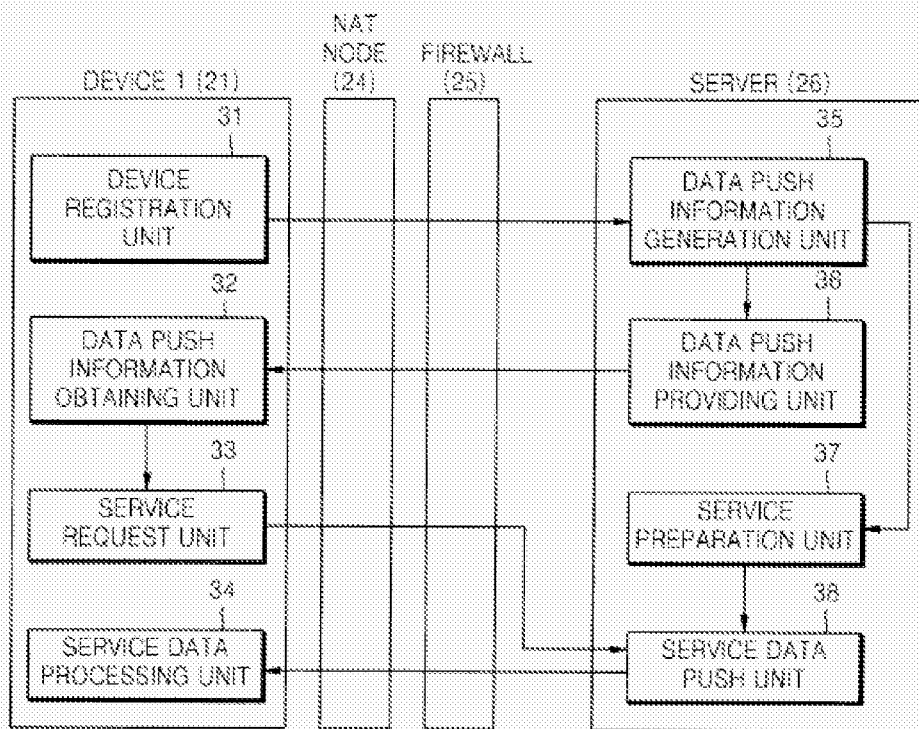 NAT
NODE
(24)
FIREWALL
(25)
DEVICE 1 (21)
SERVER (26)
31
DEVICE
REGISTRATION
UNIT
35
DATA PUSH
INFORMATION
GENERATION UNIT
32
DATA PUSH
INFORMATION
OBTAINING UNIT
36
DATA PUSH
INFORMATION
PROVIDING UNIT
33
SERVICE
REQUEST UNIT
37
SERVICE
PREPARATION UNIT
34
SERVICE DATA
PROCESSING UNIT
38
SERVICE DATA
PUSH UNIT